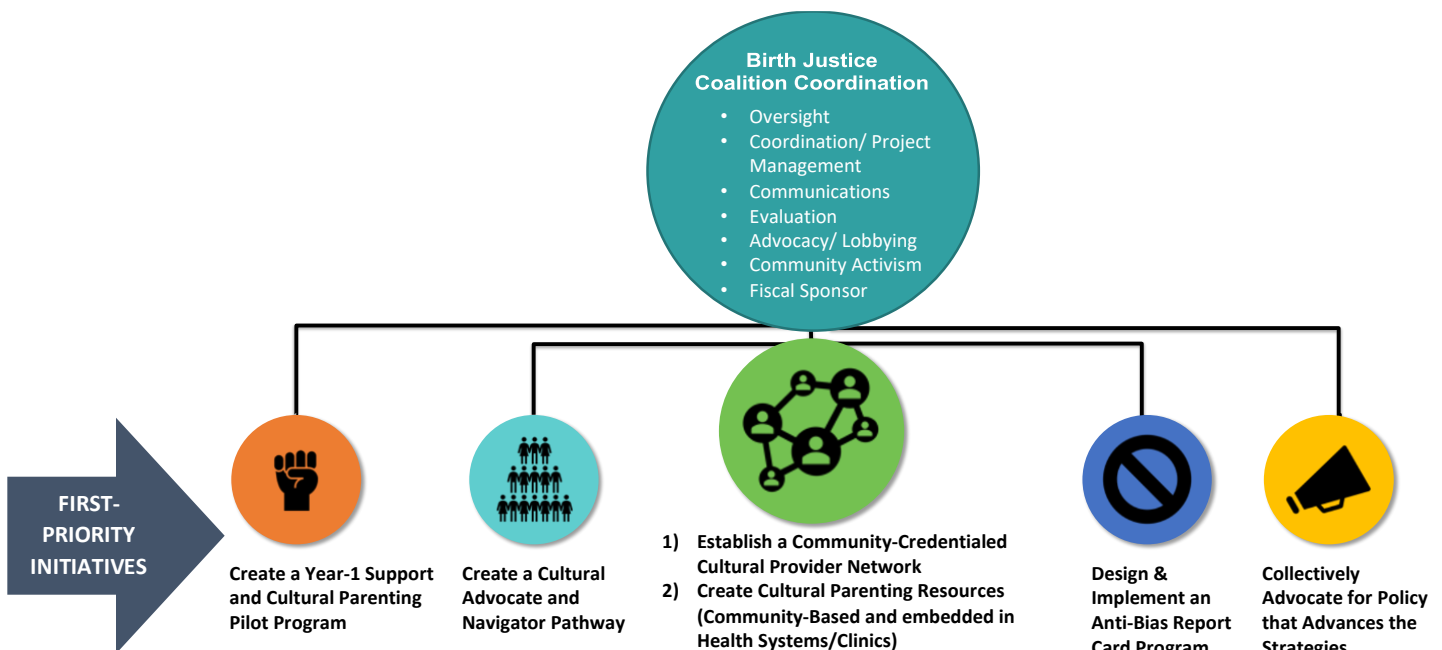 Birth Justice
Coalition Coordination
• Oversight
• Coordination/ Project
Management
• Communications
• Evaluation
• Advocacy/ Lobbying
• Community Activism
• Fiscal Sponsor
FIRST-
PRIORITY
INITIATIVES
Create a Year-1 Support
and Cultural Parenting
Pilot Program
Create a Cultural
Advocate and
Navigator Pathway
1) Establish a Community-Credentialed
Cultural Provider Network
2) Create Cultural Parenting Resources
(Community-Based and embedded in
Health Systems/Clinics)
Design &
Implement an
Anti-Bias Report
Card Program
Collectively
Advocate for Policy
that Advances the
Strategies